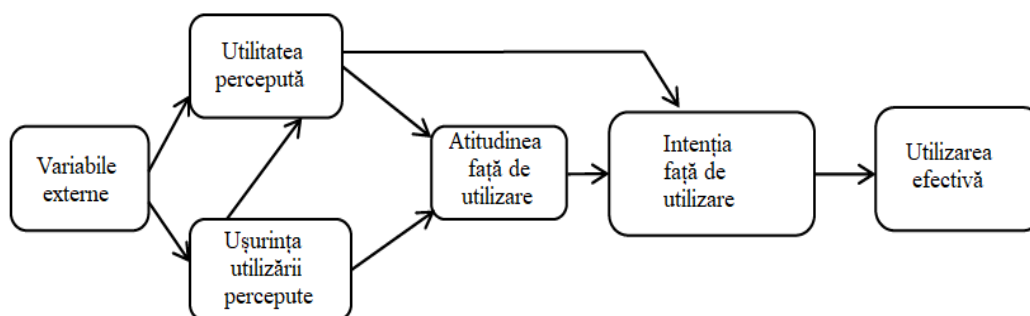 Utilitatea
percepută
Variabile
externe
Ușurința
utilizării
percepute
Atitudinea
față de
utilizare
Intenția
față de
utilizare
Utilizarea
efectivă